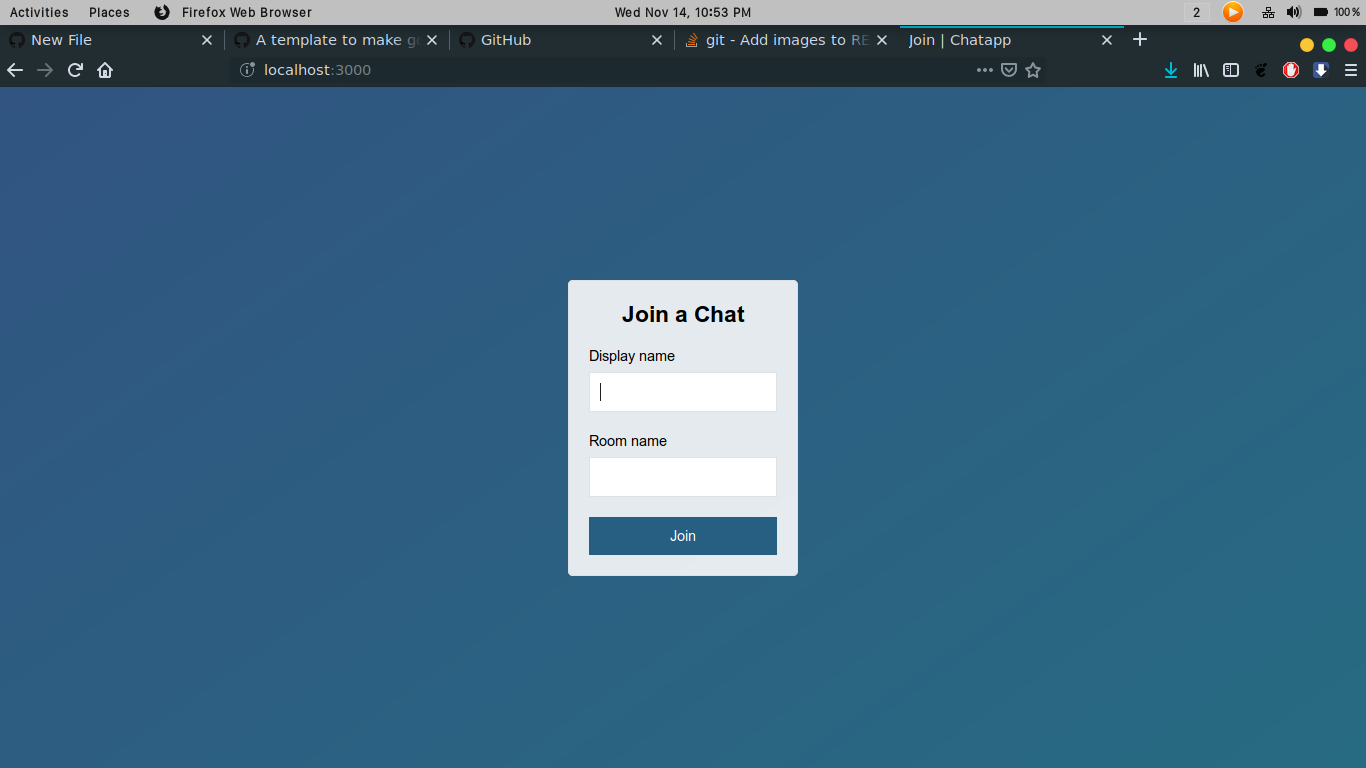 Activities Places Firefox Web Browser Wed Nov 14, 10:53 PM 2 100 %
New File A template to make g GitHub git - Add images to RE Join | Chatapp
localhost:3000
Join a Chat
Display name
Room name
Join